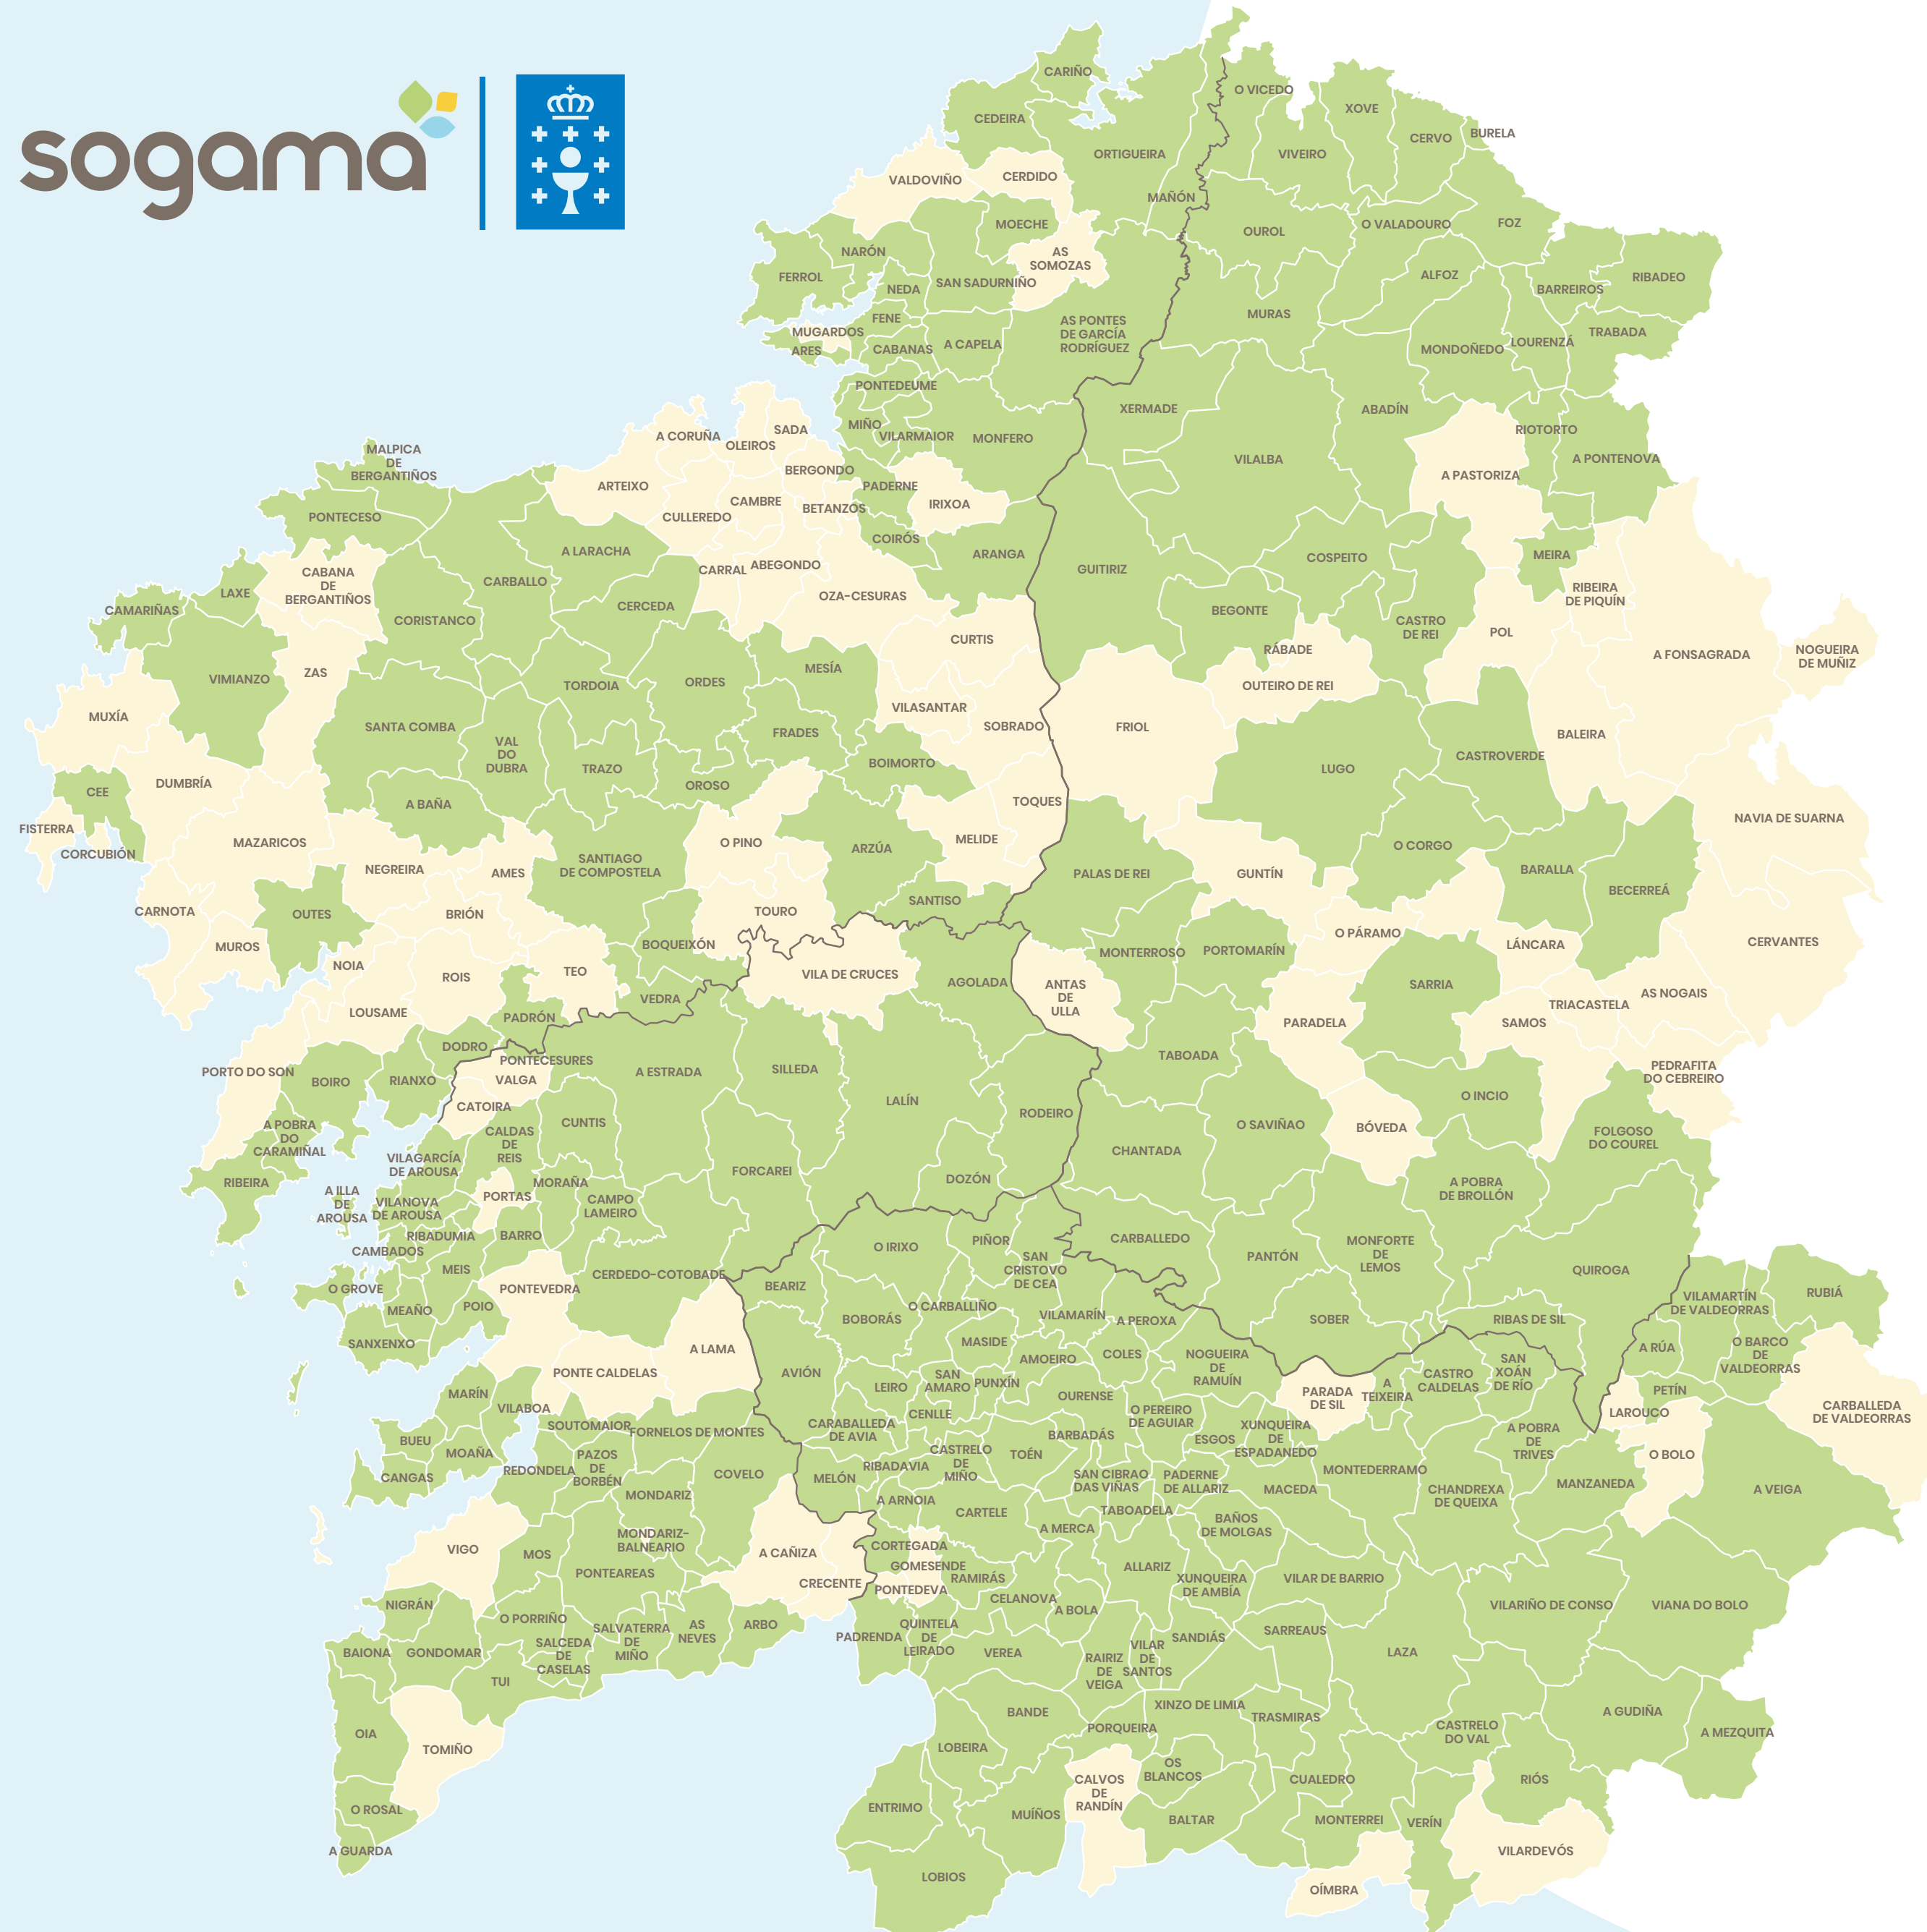 sogama
CARIÑO
O VICEDO
CEDEIRA
XOVE
CERVO
BURELA
ORTIGUEIRA
VIVEIRO
VALDOVIÑO
CERDIDO
MAÑÓN
MOECHE
O VALADOURO
FOZ
OUROL
NARÓN
AS
SOMOZAS
FERROL
NEDA
SAN SADURNIÑO
ALFOZ
BARREIROS
RIBADEO
FENE
MURAS
MUGARDOS
ARES
CABANAS
A CAPELA
AS PONTES
DE GARCÍA
RODRÍGUEZ
MONDOÑEDO
LOURENZÁ
TRABADA
PONTEDEUME
XERMADE
ABADÍN
MIÑO
VILARMAIOR
MONFERO
RIOTORTO
A CORUÑA
OLEIROS
SADA
MALPICA
DE
BERGANTIÑOS
BERGONDO
VILALBA
A PASTORIZA
A PONTENOVA
ARTEIXO
CAMBRE
PADERNE
IRIXOA
PONTECESO
CULLEREDO
BETANZOS
COIRÓS
ARANGA
A LARACHA
CARRAL
ABEGONDO
GUITIRIZ
COSPEITO
MEIRA
CABANA
DE
BERGANTIÑOS
CARBALLO
LAXE
CAMARIÑAS
CORISTANCO
CERCEDA
OZA-CESURAS
BEGONTE
CASTRO
DE REI
RIBEIRA
DE PIQUÍN
POL
CURTIS
RÁBADE
A FONSAGRADA
NOGUEIRA
DE MUÑIZ
VIMIANZO
ZAS
TORDOIA
ORDES
MESÍA
OUTEIRO DE REI
MUXÍA
SANTA COMBA
VILASANTAR
SOBRADO
FRIOL
VAL
DO
DUBRA
TRAZO
FRADES
BOIMORTO
LUGO
CASTROVERDE
BALEIRA
CEE
DUMBRÍA
A BAÑA
OROSO
TOQUES
FISTERRA
CORCUBIÓN
MAZARICOS
O PINO
ARZÚA
MELIDE
O CORGO
NAVIA DE SUARNA
NEGREIRA
AMES
SANTIAGO
DE COMPOSTELA
PALAS DE REI
GUNTÍN
BARALLA
BECERREÁ
CARNOTA
OUTES
BRIÓN
TOURO
SANTISO
MUROS
NOIA
BOQUEIXÓN
MONTERROSO
PORTOMARÍN
O PÁRAMO
LÁNCARA
CERVANTES
ROIS
TEO
VILA DE CRUCES
AGOLADA
ANTAS
DE
ULLA
SARRIA
TRIACASTELA
AS NOGAIS
LOUSAME
PADRÓN
VEDRA
PARADELA
SAMOS
PORTO DO SON
DODRO
PONTECESURES
VALGA
A ESTRADA
SILLEDA
TABOADA
PEDRAFITA
DO CEBREIRO
BOIRO
RIANXO
CATOIRA
LALÍN
RODEIRO
O INCIO
A POBRA
DO
CARAMIÑAL
CUNTIS
CALDAS
DE
REIS
O SAVIÑAO
BÓVEDA
FOLGOSO
DO COUREL
RIBEIRA
VILAGARCÍA
DE AROUSA
FORCAREI
DOZÓN
CHANTADA
A ILLA
DE
AROUSA
VILANOVA
DE AROUSA
PORTAS
MORAÑA
CAMPO
LAMEIRO
A POBRA
DE BROLLÓN
RIBADUMIA
CAMBADOS
BARRO
O IRIXO
PIÑOR
SAN
CRISTOVO
DE CEA
CARBALLEDO
PANTÓN
MONFORTE
DE
LEMOS
O GROVE
MEIS
PONTEVEDRA
CERDEDO-COTOBADE
BEARIZ
QUIROGA
MEAÑO
POIO
SANXENXO
BOBORÁS
O CARBALLIÑO
VILAMARÍN
A PEROXA
SOBER
RIBAS DE SIL
VILAMARTÍN
DE VALDEORRAS
RUBIÁ
A LAMA
MASIDE
AMOEIRO
COLES
NOGUEIRA
DE
RAMUÍN
A RÚA
O BARCO
DE
VALDEORRAS
PONTE CALDELAS
AVIÓN
LEIRO
SAN
AMARO
PUNXÍN
OURENSE
PARADA
DE SIL
A
TEIXEIRA
CASTRO
CALDELAS
SAN
XOÁN
DE RÍO
PETÍN
LAROUCO
CARBALLEDA
DE VALDEORRAS
MARÍN
VILABOA
SOUTOMAIOR
FORNELOS DE MONTES
CARABALLEDA
DE AVIA
CENLLE
O PEREIRO
DE AGUIAR
BARBADÁS
ESGOS
XUNQUEIRA
DE
ESPADANEDO
A POBRA
DE
TRIVES
O BOLO
BUEU
MOAÑA
CANGAS
REDONDELA
PAZOS
DE
BORBÉN
COVELO
MELÓN
RIBADAVIA
CASTRELO
DE
MIÑO
TOÉN
SAN CIBRAO
DAS VIÑAS
PADERNE
DE ALLARIZ
MACEDA
MONTEDERRAMO
CHANDREXA
DE QUEIXA
MANZANEDA
A VEIGA
MONDARIZ
A ARNOIA
CARTELE
TABOADELA
A MERCA
BAÑOS
DE MOLGAS
VIGO
MOS
MONDARIZ-
BALNEARIO
A CAÑIZA
CORTEGADA
GOMESENDE
RAMIRÁS
PONTEAREAS
CRECENTE
PONTEDEVA
CELANOVA
ALLARIZ
XUNQUEIRA
DE AMBÍA
VILAR DE BARRIO
NIGRÁN
O PORRIÑO
A BOLA
VILARIÑO DE CONSO
VIANA DO BOLO
BAIONA
GONDOMAR
SALCEDA
DE
CASELAS
SALVATERRA
DE
MIÑO
AS
NEVES
ARBO
PADRENDA
QUINTELA
DE
LEIRADO
VEREA
RAIRIZ
DE
VEIGA
VILAR
DE
SANTOS
SANDIÁS
SARREAUS
LAZA
TUI
OIA
TOMIÑO
BANDE
PORQUEIRA
XINZO DE LIMIA
TRASMIRAS
CASTRELO
DO VAL
A GUDIÑA
A MEZQUITA
LOBEIRA
O ROSAL
ENTRIMO
MUÍÑOS
CALVOS
DE
RANDÍN
OS
BLANCOS
CUALEDRO
RIÓS
BALTAR
MONTERREI
VERÍN
A GUARDA
LOBIOS
OÍMBRA
VILARDEVÓS